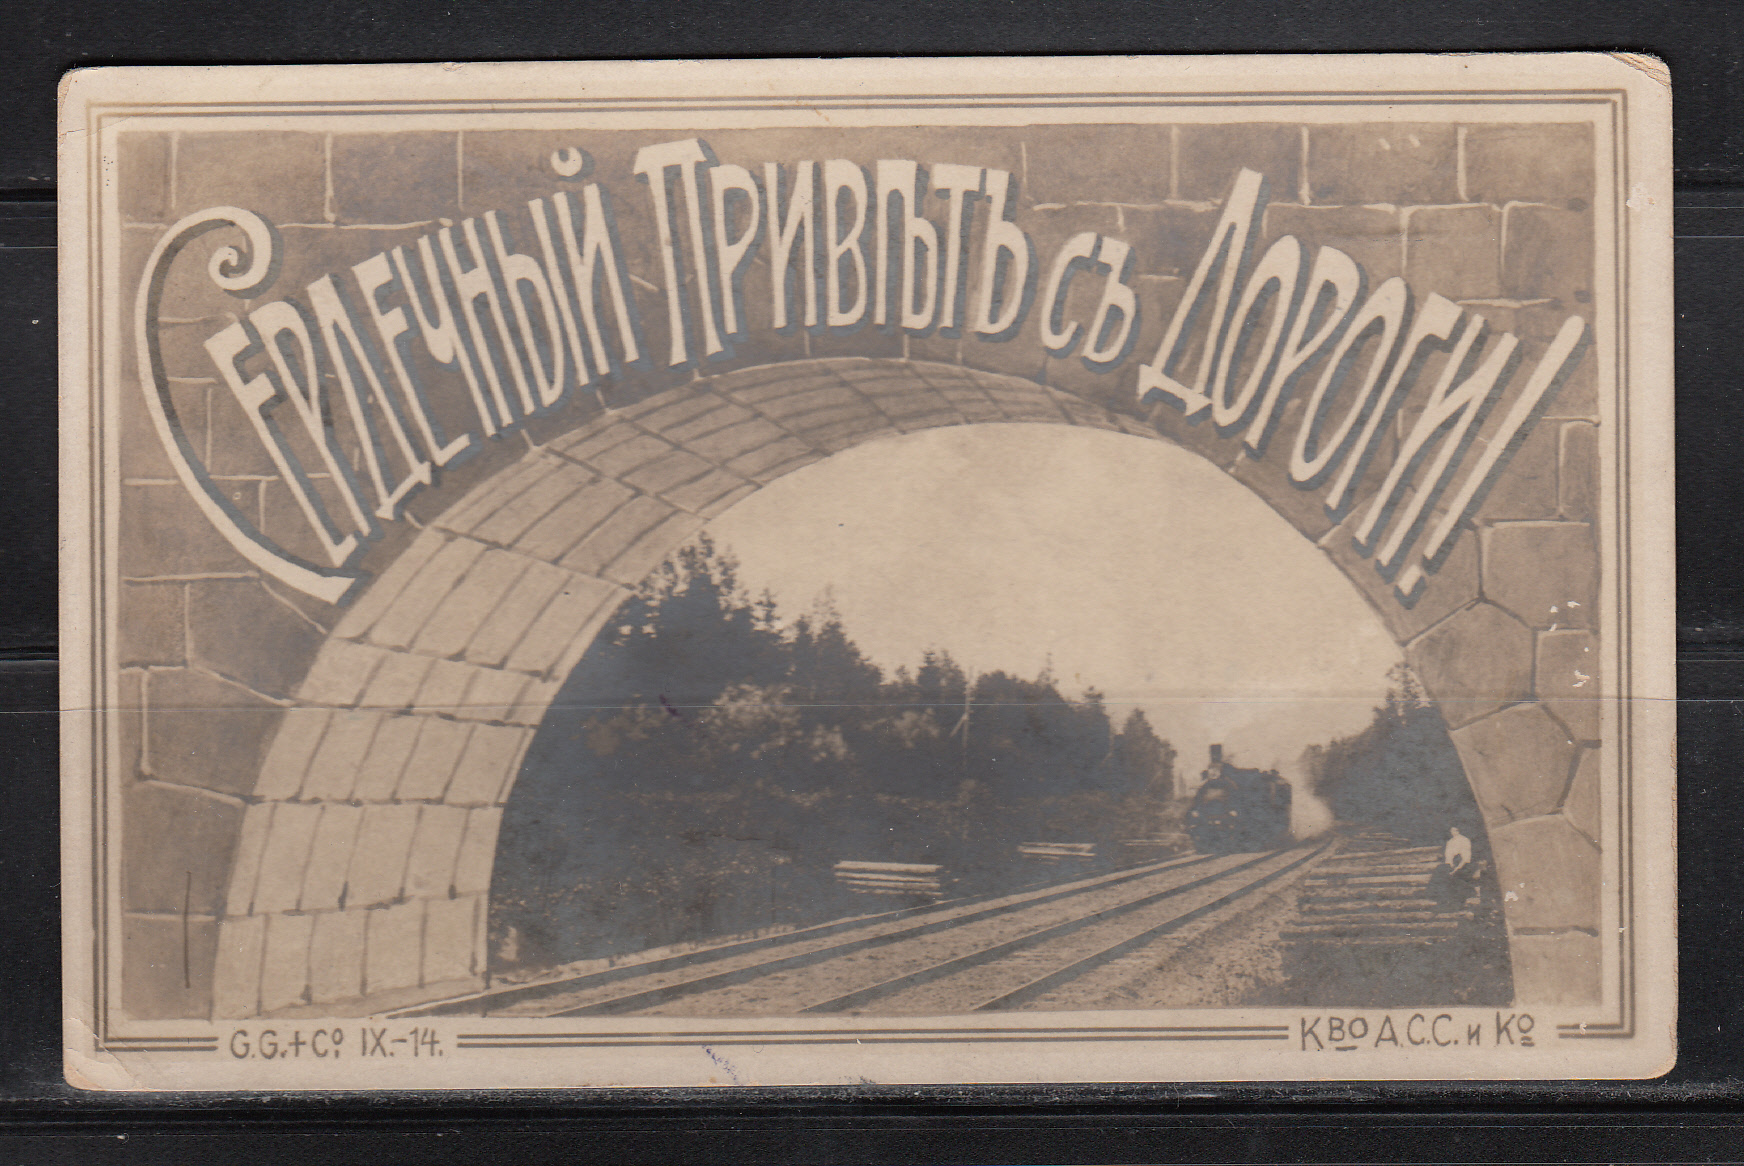 Сердечный Привѣтъ съ Дороги!
G.G.+Cº. IX.-14.
КВО А.С.С. и Кº